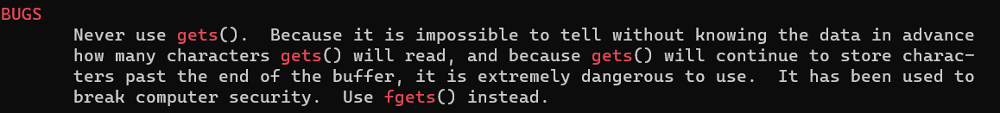 BUGS
Never use gets().  Because it is impossible to tell without knowing the data in advance
how many characters gets() will read, and because gets() will continue to store charac‐
ters past the end of the buffer, it is extremely dangerous to use.  It has been used to
break computer security.  Use fgets() instead.